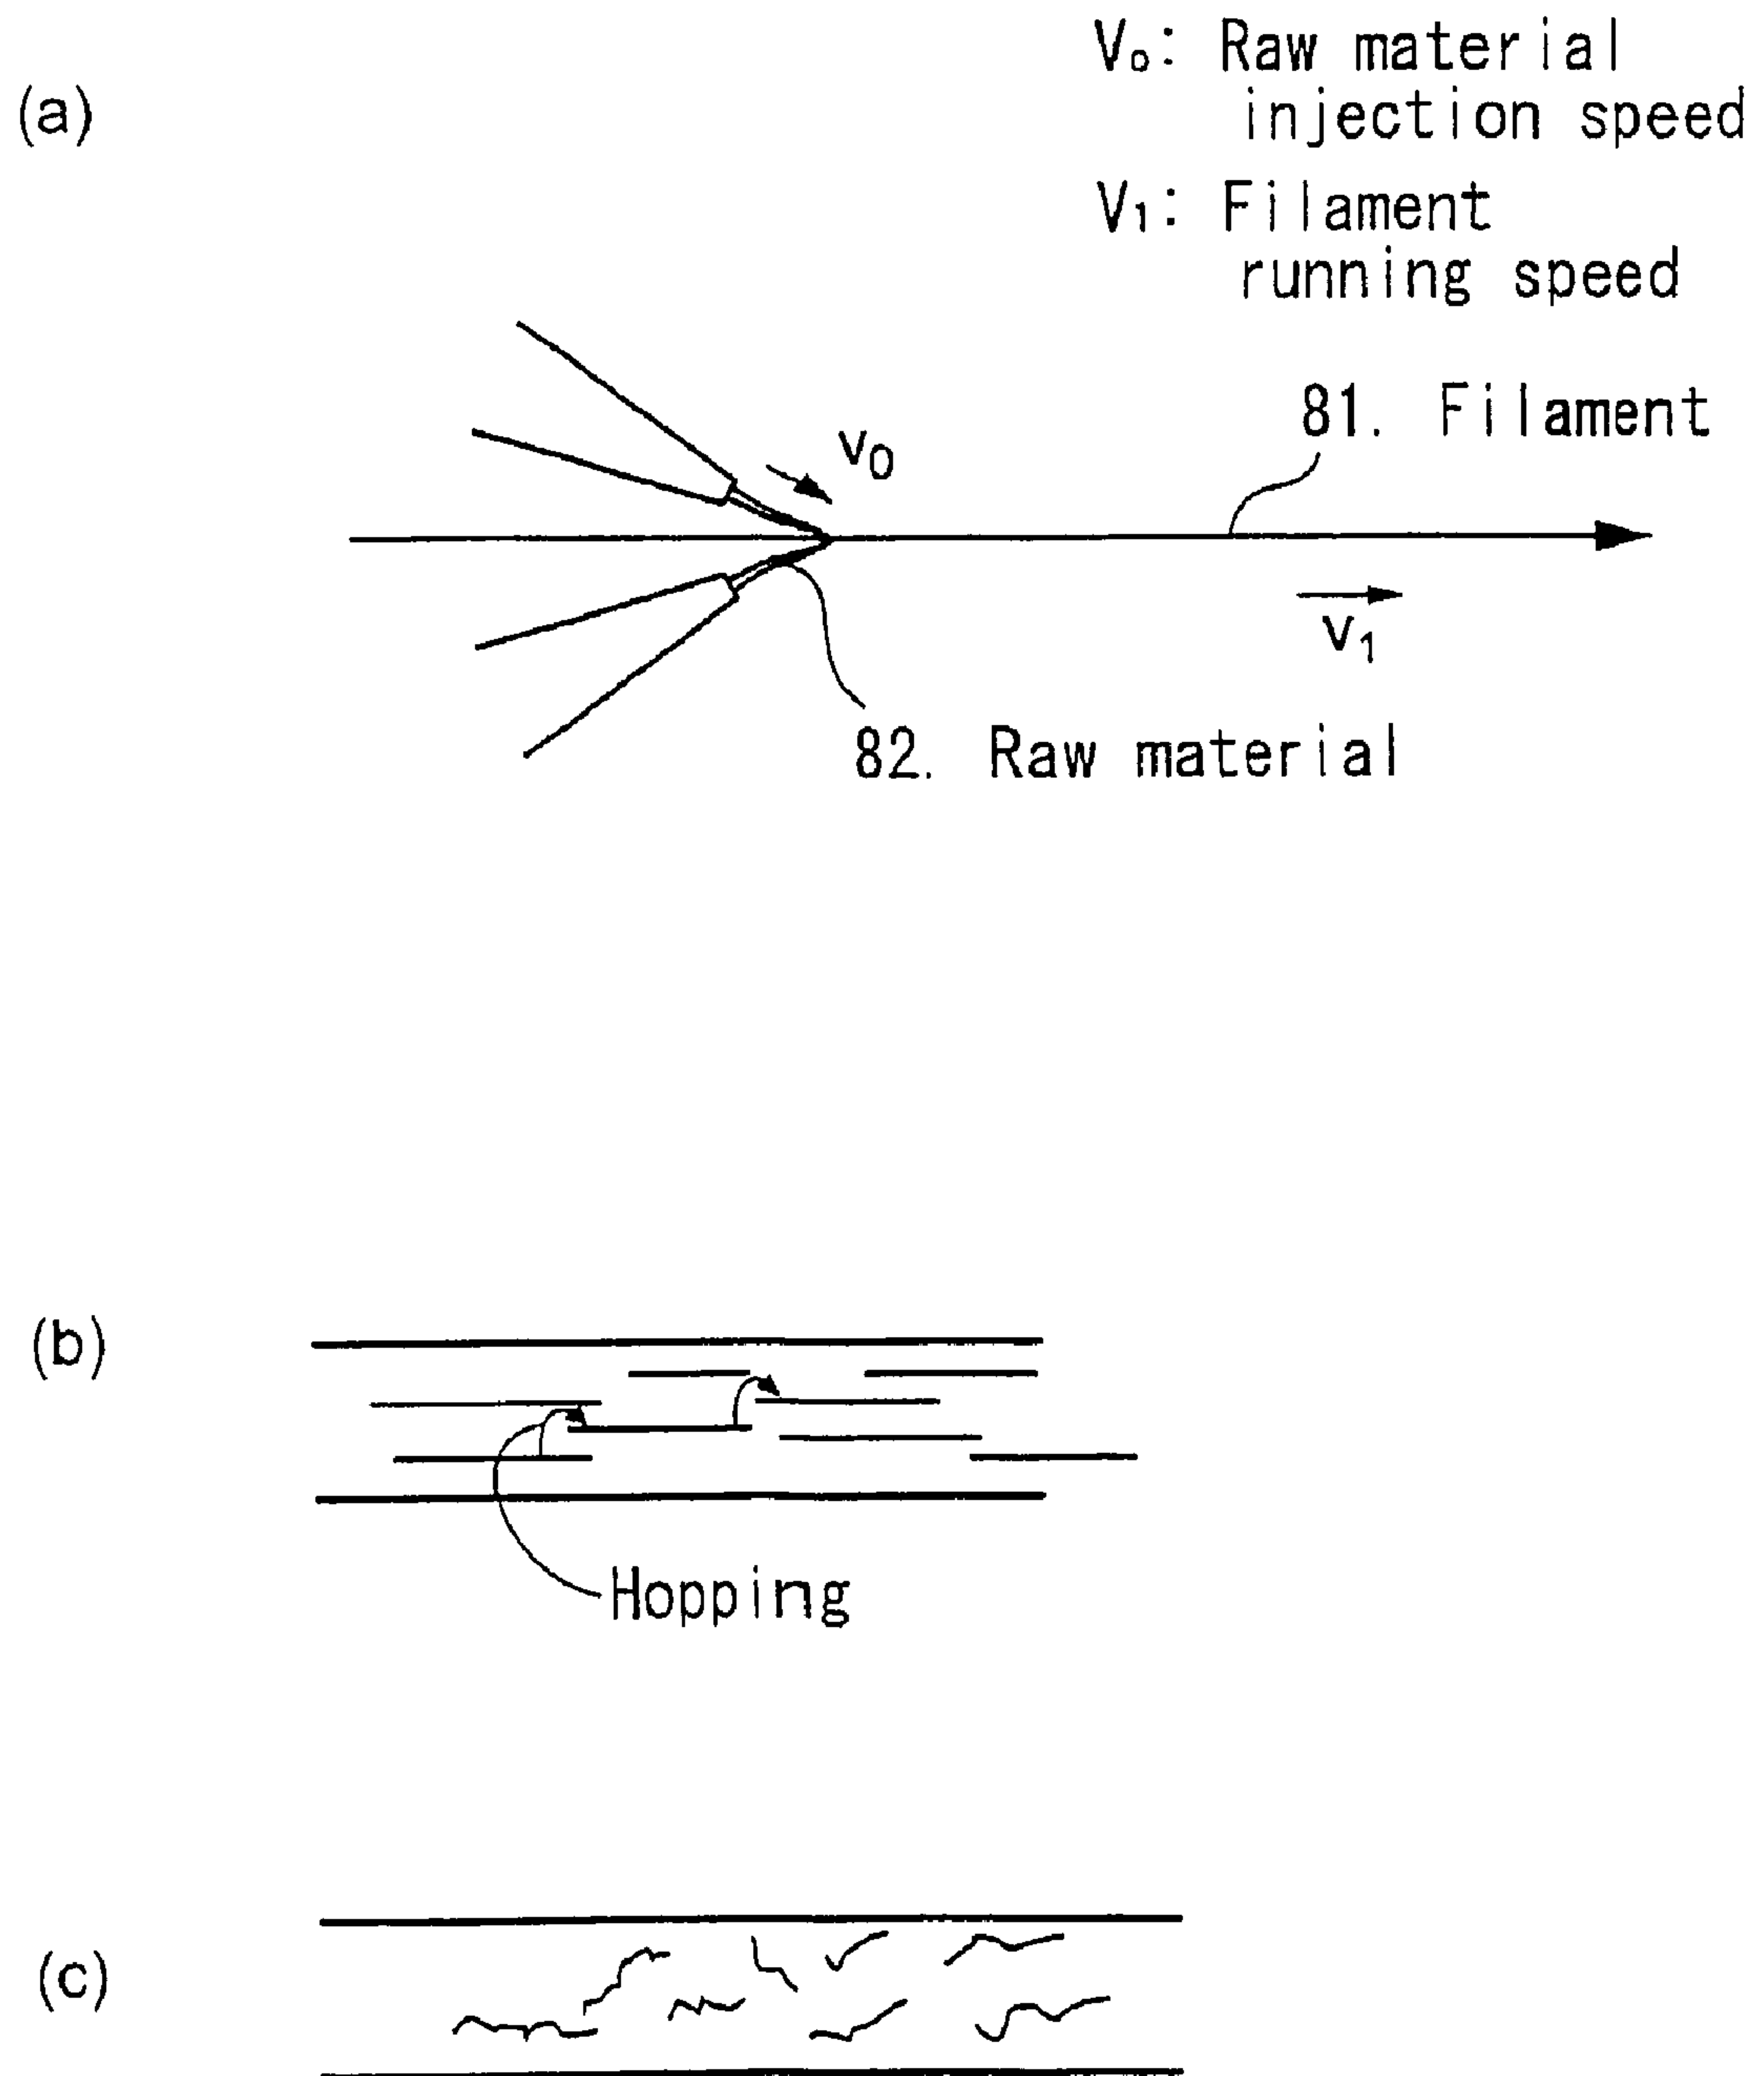 (a)
V₀: Raw material
injection speed
V₁: Filament
running speed
81. Filament
v₀
v₁
82. Raw material
(b)
Hopping
(c)